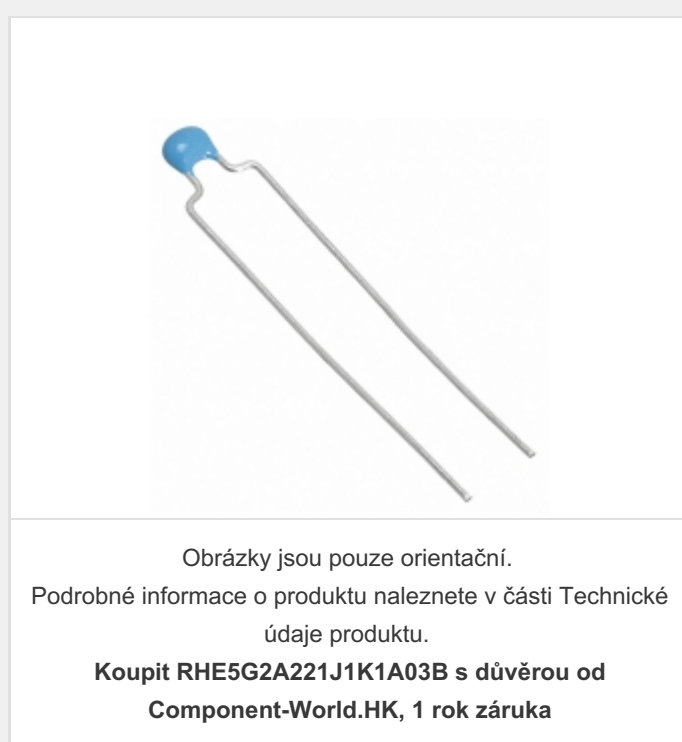 Obrázky jsou pouze orientační.
Podrobné informace o produktu naleznete v části Technické
údaje produktu.
Koupit RHE5G2A221J1K1A03B s důvěrou od
Component-World.HK, 1 rok záruka